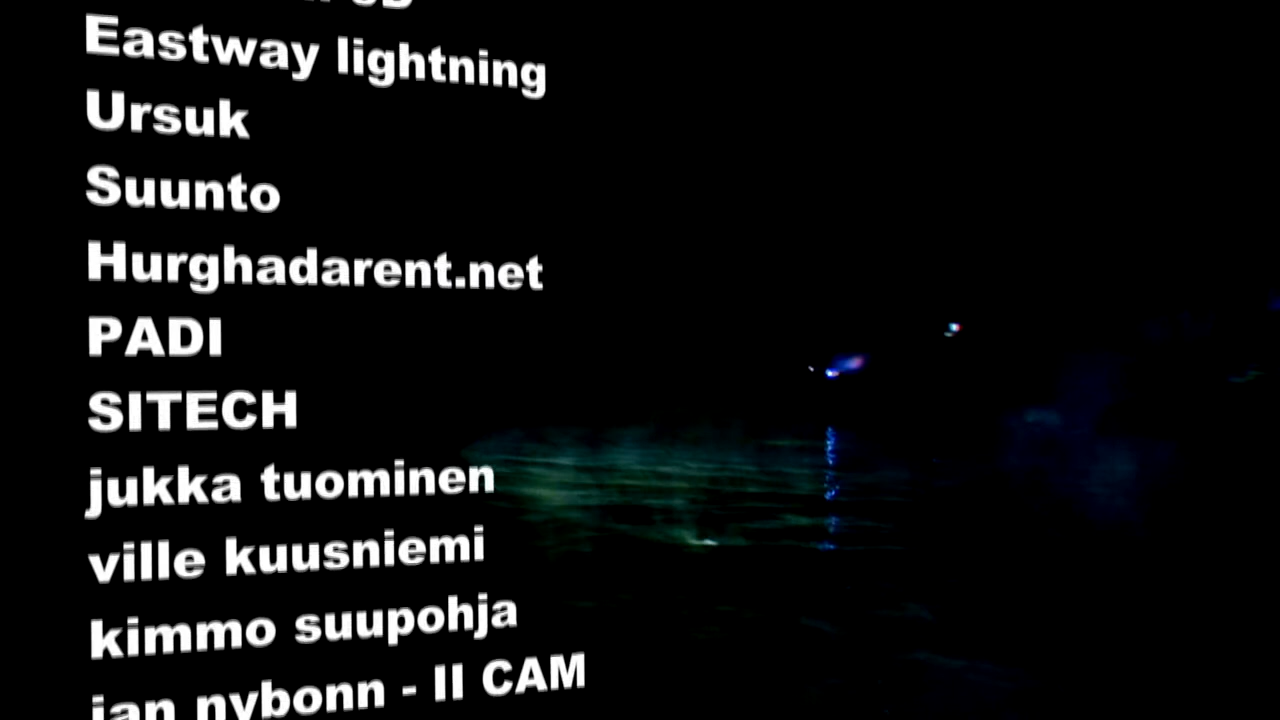 Eastway lightning
Ursuk
Suunto
Hurghadarent.net
PADI
SITECH
jukka tuominen
ville kuusniemi
kimmo suupohja
jan nybonn - II CAM